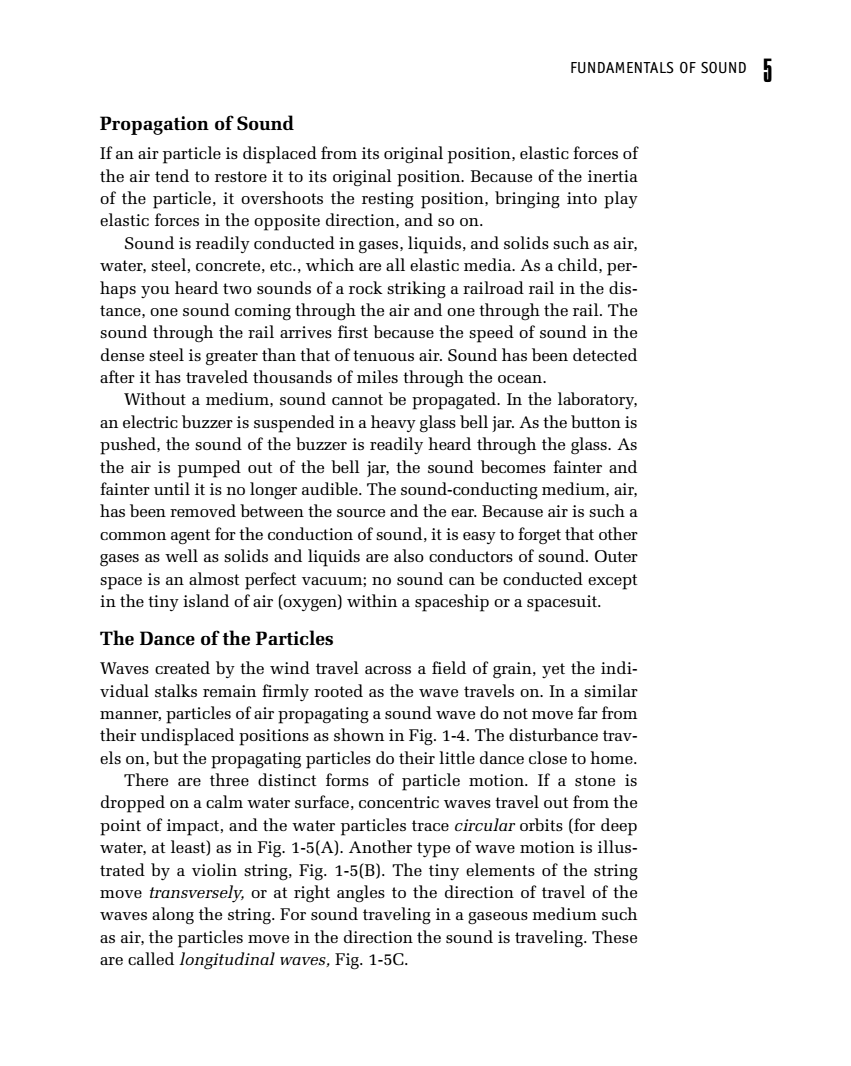 FUNDAMENTALS OF SOUND 5
Propagation of Sound
If an air particle is displaced from its original position, elastic forces of
the air tend to restore it to its original position. Because of the inertia
of the particle, it overshoots the resting position, bringing into play
elastic forces in the opposite direction, and so on.
Sound is readily conducted in gases, liquids, and solids such as air,
water, steel, concrete, etc., which are all elastic media. As a child, per-
haps you heard two sounds of a rock striking a railroad rail in the dis-
tance, one sound coming through the air and one through the rail. The
sound through the rail arrives first because the speed of sound in the
dense steel is greater than that of tenuous air. Sound has been detected
after it has traveled thousands of miles through the ocean.
Without a medium, sound cannot be propagated. In the laboratory,
an electric buzzer is suspended in a heavy glass bell jar. As the button is
pushed, the sound of the buzzer is readily heard through the glass. As
the air is pumped out of the bell jar, the sound becomes fainter and
fainter until it is no longer audible. The sound-conducting medium, air,
has been removed between the source and the ear. Because air is such a
common agent for the conduction of sound, it is easy to forget that other
gases as well as solids and liquids are also conductors of sound. Outer
space is an almost perfect vacuum; no sound can be conducted except
in the tiny island of air (oxygen) within a spaceship or a spacesuit.
The Dance of the Particles
Waves created by the wind travel across a field of grain, yet the indi-
vidual stalks remain firmly rooted as the wave travels on. In a similar
manner, particles of air propagating a sound wave do not move far from
their undisplaced positions as shown in Fig. 1-4. The disturbance trav-
els on, but the propagating particles do their little dance close to home.
There are three distinct forms of particle motion. If a stone is
dropped on a calm water surface, concentric waves travel out from the
point of impact, and the water particles trace circular orbits (for deep
water, at least) as in Fig. 1-5(A). Another type of wave motion is illus-
trated by a violin string, Fig. 1-5(B). The tiny elements of the string
move transversely, or at right angles to the direction of travel of the
waves along the string. For sound traveling in a gaseous medium such
as air, the particles move in the direction the sound is traveling. These
are called longitudinal waves, Fig. 1-5C.